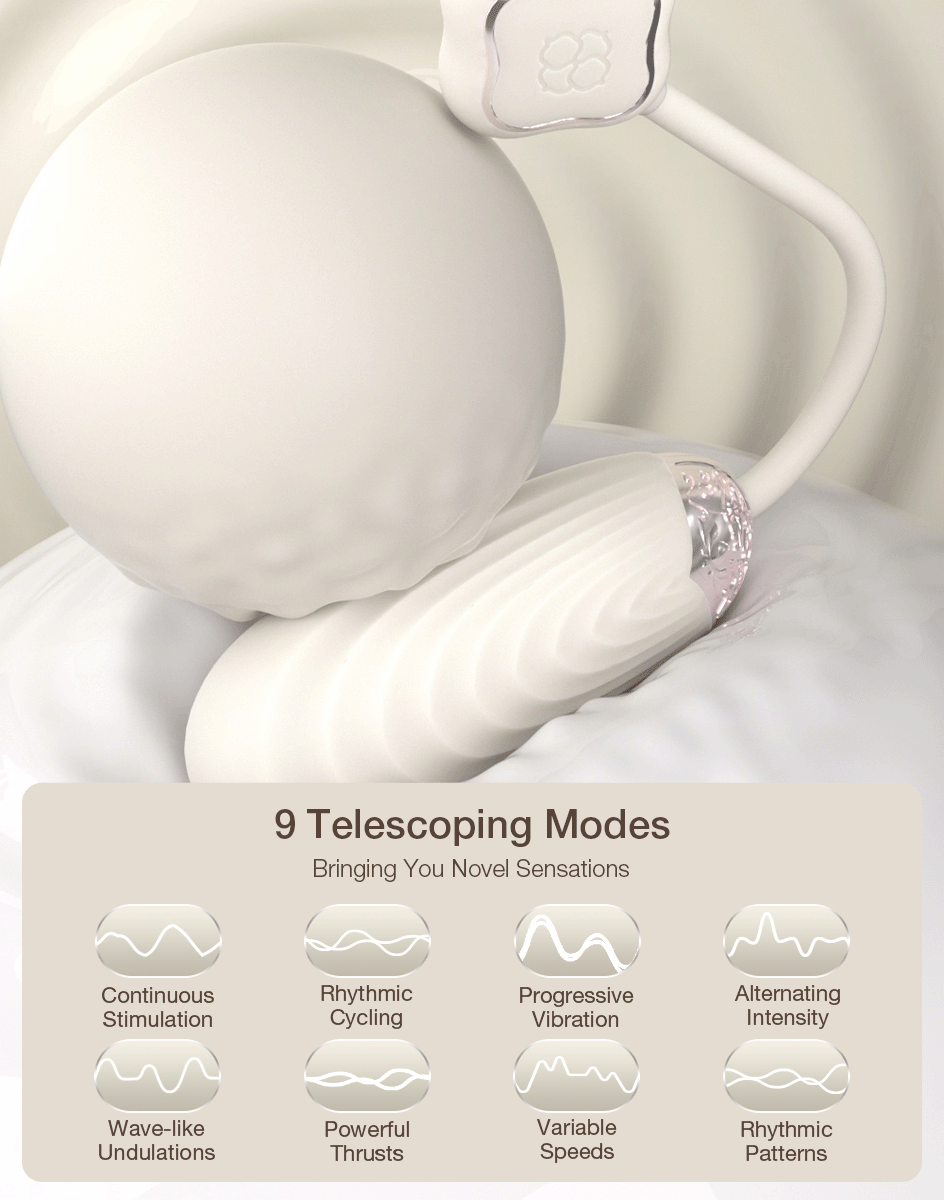 9 Telescoping Modes
Bringing You Novel Sensations
Continuous
Stimulation
Rhythmic
Cycling
Progressive
Vibration
Alternating
Intensity
Wave-like
Undulations
Powerful
Thrusts
Variable
Speeds
Rhythmic
Patterns